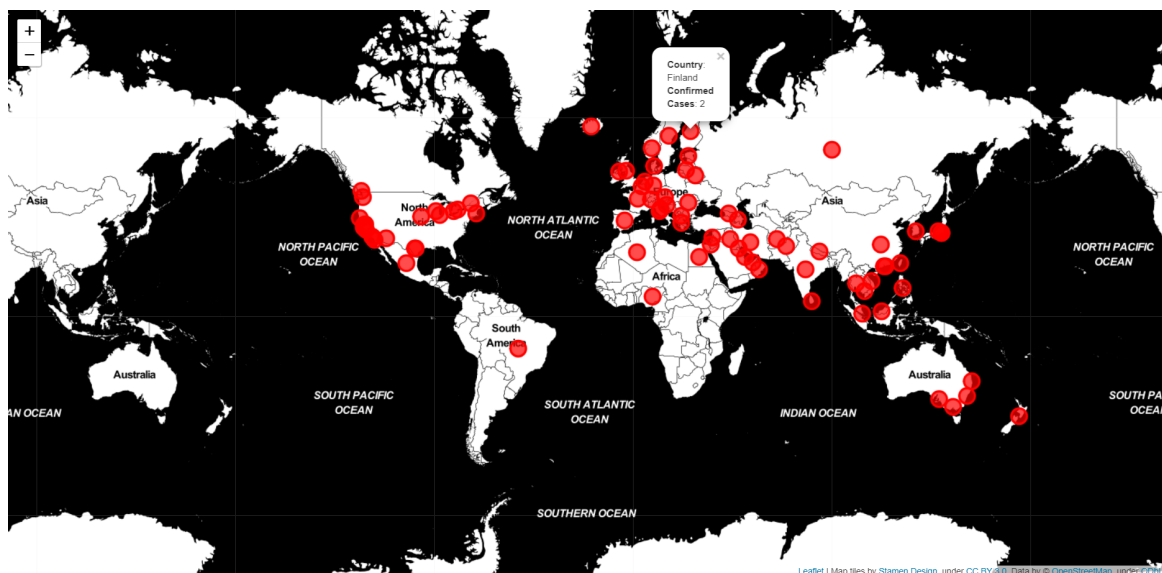 +
−
×
Country:
Finland
Confirmed
Cases: 2
Asia
North
America
NORTH ATLANTIC
OCEAN
Europe
Asia
NORTH PACIFIC
OCEAN
NORTH PACIFIC
OCEAN
Africa
South
America
Australia
Australia
SOUTH PACIFIC
OCEAN
SOUTH ATLANTIC
OCEAN
INDIAN OCEAN
AN OCEAN
SOUTH PA
OCEA
SOUTHERN OCEAN
Leaflet | Map tiles by Stamen Design, under CC BY 3.0. Data by © OpenStreetMap, under